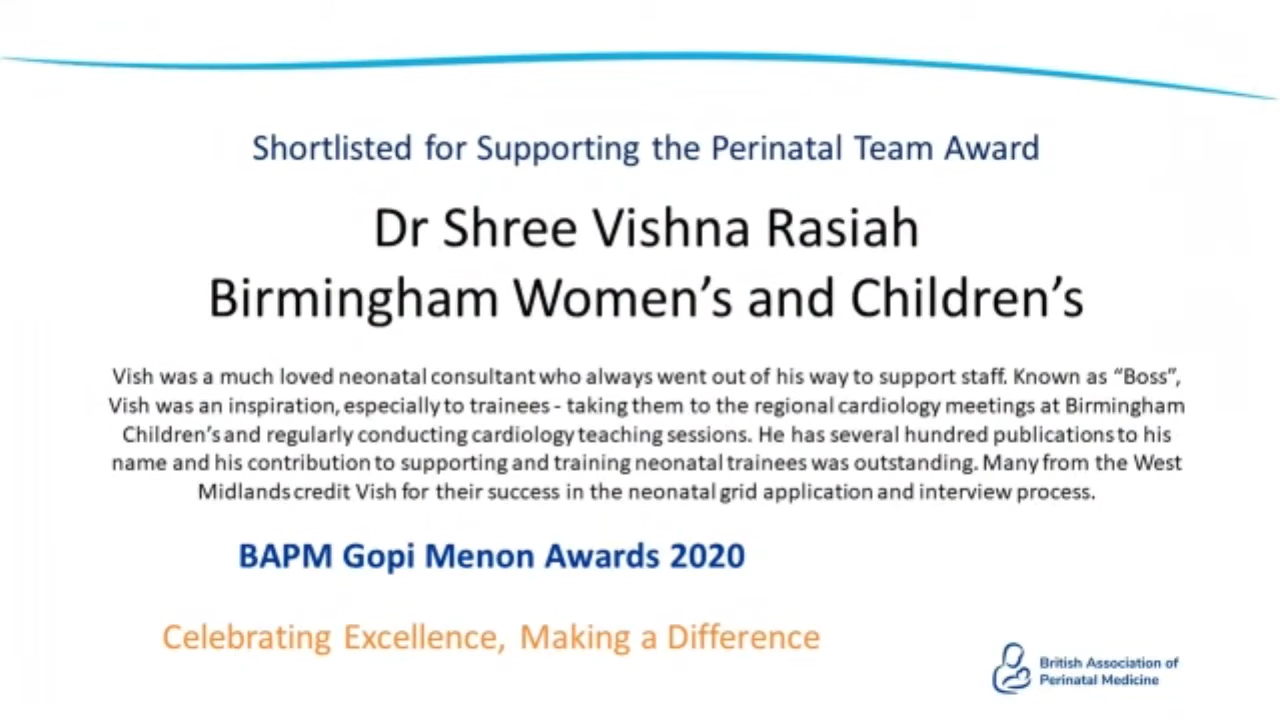 Shortlisted for Supporting the Perinatal Team Award
Dr Shree Vishna Rasiah
Birmingham Women’s and Children’s
Vish was a much loved neonatal consultant who always went out of his way to support staff. Known as “Boss”,
Vish was an inspiration, especially to trainees - taking them to the regional cardiology meetings at Birmingham
Children’s and regularly conducting cardiology teaching sessions. He has several hundred publications to his
name and his contribution to supporting and training neonatal trainees was outstanding. Many from the West
Midlands credit Vish for their success in the neonatal grid application and interview process.
BAPM Gopi Menon Awards 2020
Celebrating Excellence, Making a Difference
British Association of
Perinatal Medicine